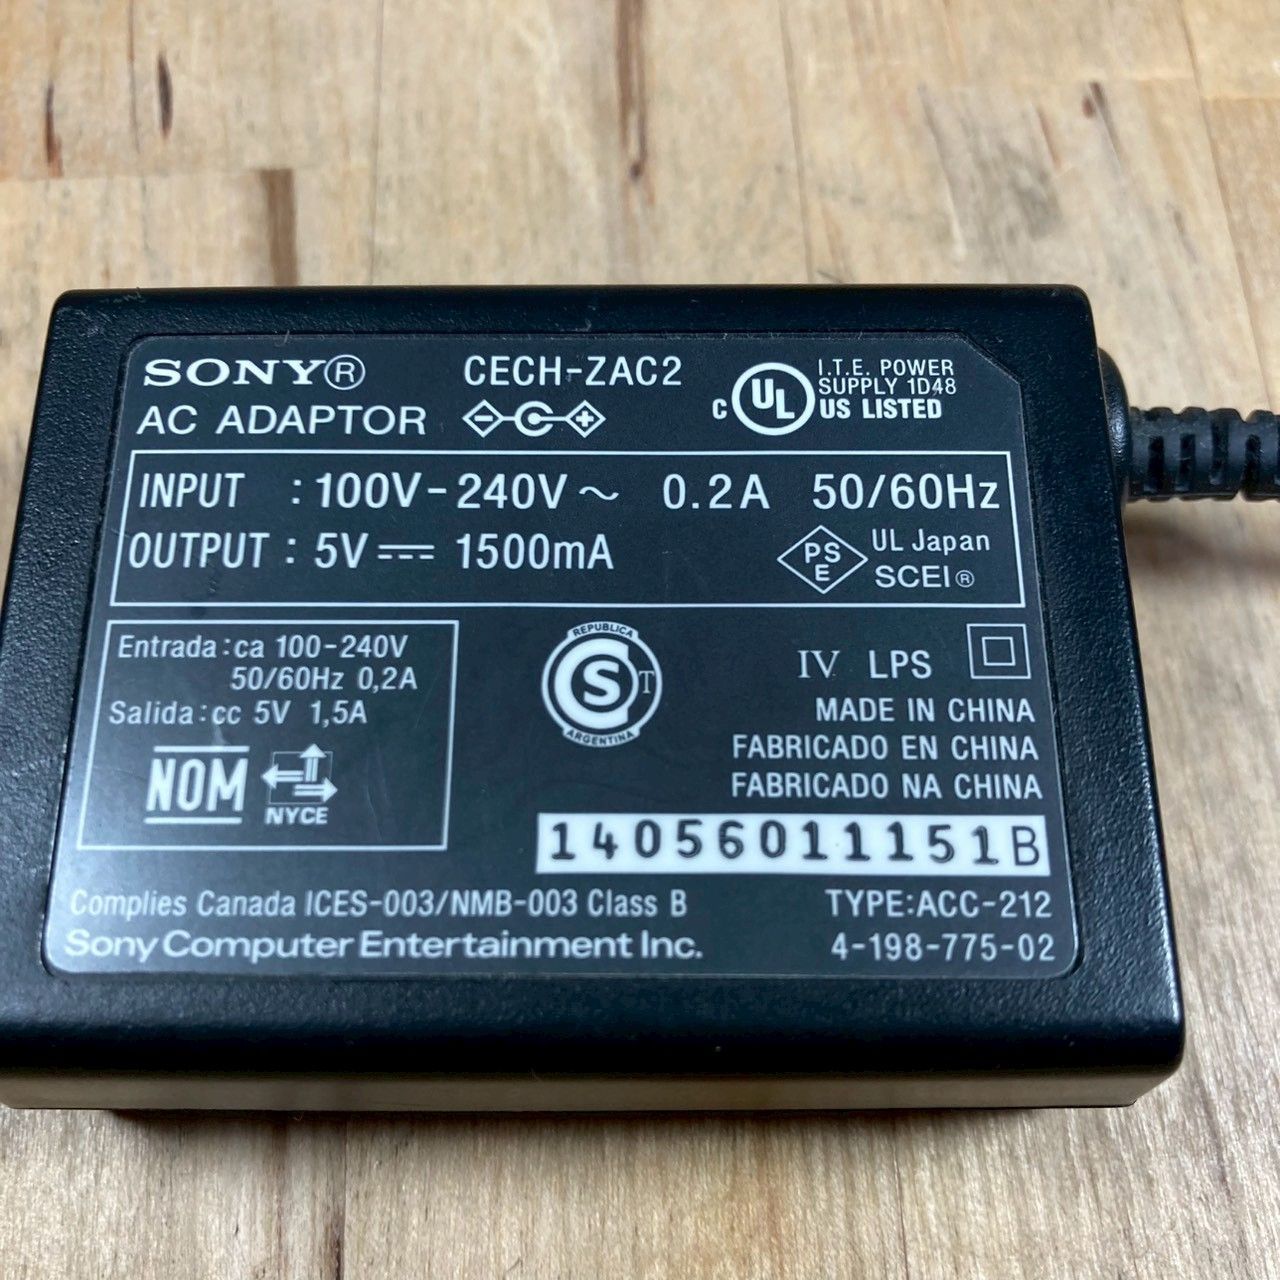 SONY®
CECH-ZAC2
AC ADAPTOR
C UL US LISTED
I.T.E. POWER
SUPPLY 1D48
INPUT : 100V-240V～ 0.2A 50/60Hz
OUTPUT : 5V⎓ 1500mA
PS
E
UL Japan
SCEI®
Entrada:ca 100-240V
50/60Hz 0,2A
Salida:cc 5V 1,5A
NOM
NYCE
REPUBLICA
S T
ARGENTINA
IV LPS
MADE IN CHINA
FABRICADO EN CHINA
FABRICADO NA CHINA
14056011151B
Complies Canada ICES-003/NMB-003 Class B
TYPE:ACC-212
Sony Computer Entertainment Inc.
4-198-775-02